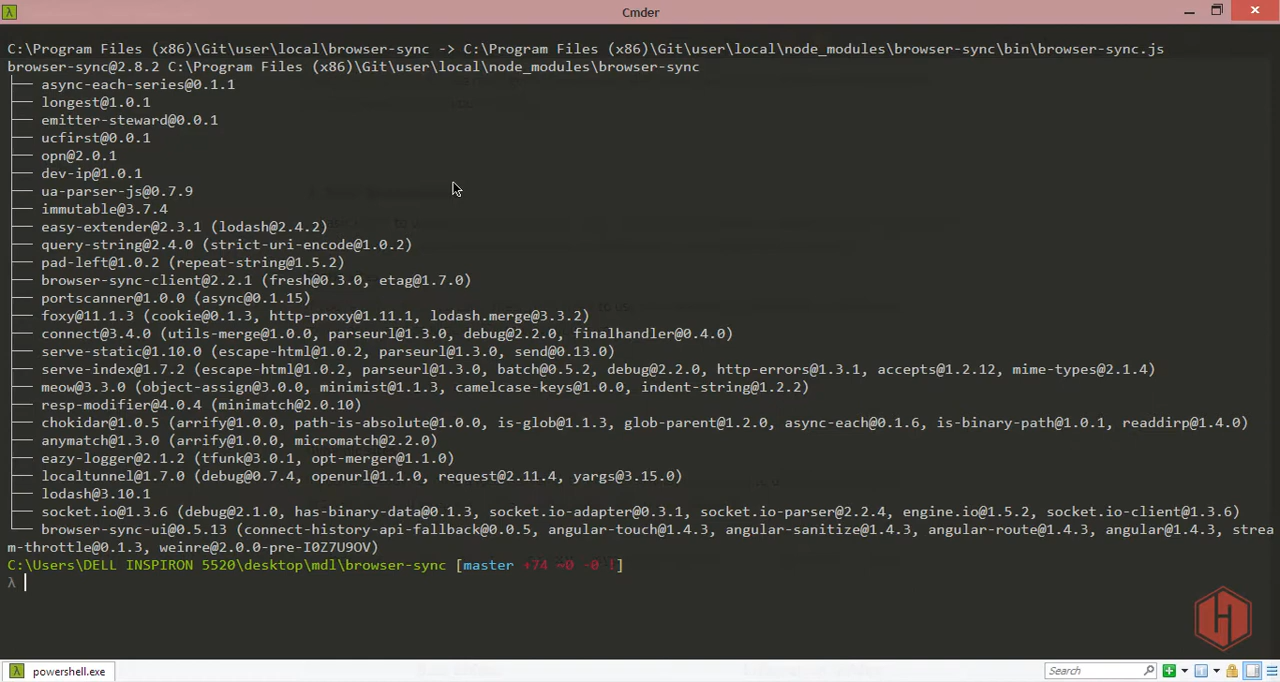 Cmder
C:\Program Files (x86)\Git\user\local\browser-sync -> C:\Program Files (x86)\Git\user\local\node_modules\browser-sync\bin\browser-sync.js
browser-sync@2.8.2 C:\Program Files (x86)\Git\user\local\node_modules\browser-sync
├── async-each-series@0.1.1
├── longest@1.0.1
├── emitter-steward@0.0.1
├── ucfirst@0.0.1
├── opn@2.0.1
├── dev-ip@1.0.1
├── ua-parser-js@0.7.9
├── immutable@3.7.4
├── easy-extender@2.3.1 (lodash@2.4.2)
├── query-string@2.4.0 (strict-uri-encode@1.0.2)
├── pad-left@1.0.2 (repeat-string@1.5.2)
├── browser-sync-client@2.2.1 (fresh@0.3.0, etag@1.7.0)
├── portscanner@1.0.0 (async@0.1.15)
├── foxy@11.1.3 (cookie@0.1.3, http-proxy@1.11.1, lodash.merge@3.3.2)
├── connect@3.4.0 (utils-merge@1.0.0, parseurl@1.3.0, debug@2.2.0, finalhandler@0.4.0)
├── serve-static@1.10.0 (escape-html@1.0.2, parseurl@1.3.0, send@0.13.0)
├── serve-index@1.7.2 (escape-html@1.0.2, parseurl@1.3.0, batch@0.5.2, debug@2.2.0, http-errors@1.3.1, accepts@1.2.12, mime-types@2.1.4)
├── meow@3.3.0 (object-assign@3.0.0, minimist@1.1.3, camelcase-keys@1.0.0, indent-string@1.2.2)
├── resp-modifier@4.0.4 (minimatch@2.0.10)
├── chokidar@1.0.5 (arrify@1.0.0, path-is-absolute@1.0.0, is-glob@1.1.3, glob-parent@1.2.0, async-each@0.1.6, is-binary-path@1.0.1, readdirp@1.4.0)
├── anymatch@1.3.0 (arrify@1.0.0, micromatch@2.2.0)
├── eazy-logger@2.1.2 (tfunk@3.0.1, opt-merger@1.1.0)
├── localtunnel@1.7.0 (debug@0.7.4, openurl@1.1.0, request@2.11.4, yargs@3.15.0)
├── lodash@3.10.1
├── socket.io@1.3.6 (debug@2.1.0, has-binary-data@0.1.3, socket.io-adapter@0.3.1, socket.io-parser@2.2.4, engine.io@1.5.2, socket.io-client@1.3.6)
└── browser-sync-ui@0.5.13 (connect-history-api-fallback@0.0.5, angular-touch@1.4.3, angular-sanitize@1.4.3, angular-route@1.4.3, angular@1.4.3, strea
m-throttle@0.1.3, weinre@2.0.0-pre-I0Z7U9OV)
C:\Users\DELL INSPIRON 5520\desktop\mdl\browser-sync [master +74 ~0 -0 !]
λ
powershell.exe
Search